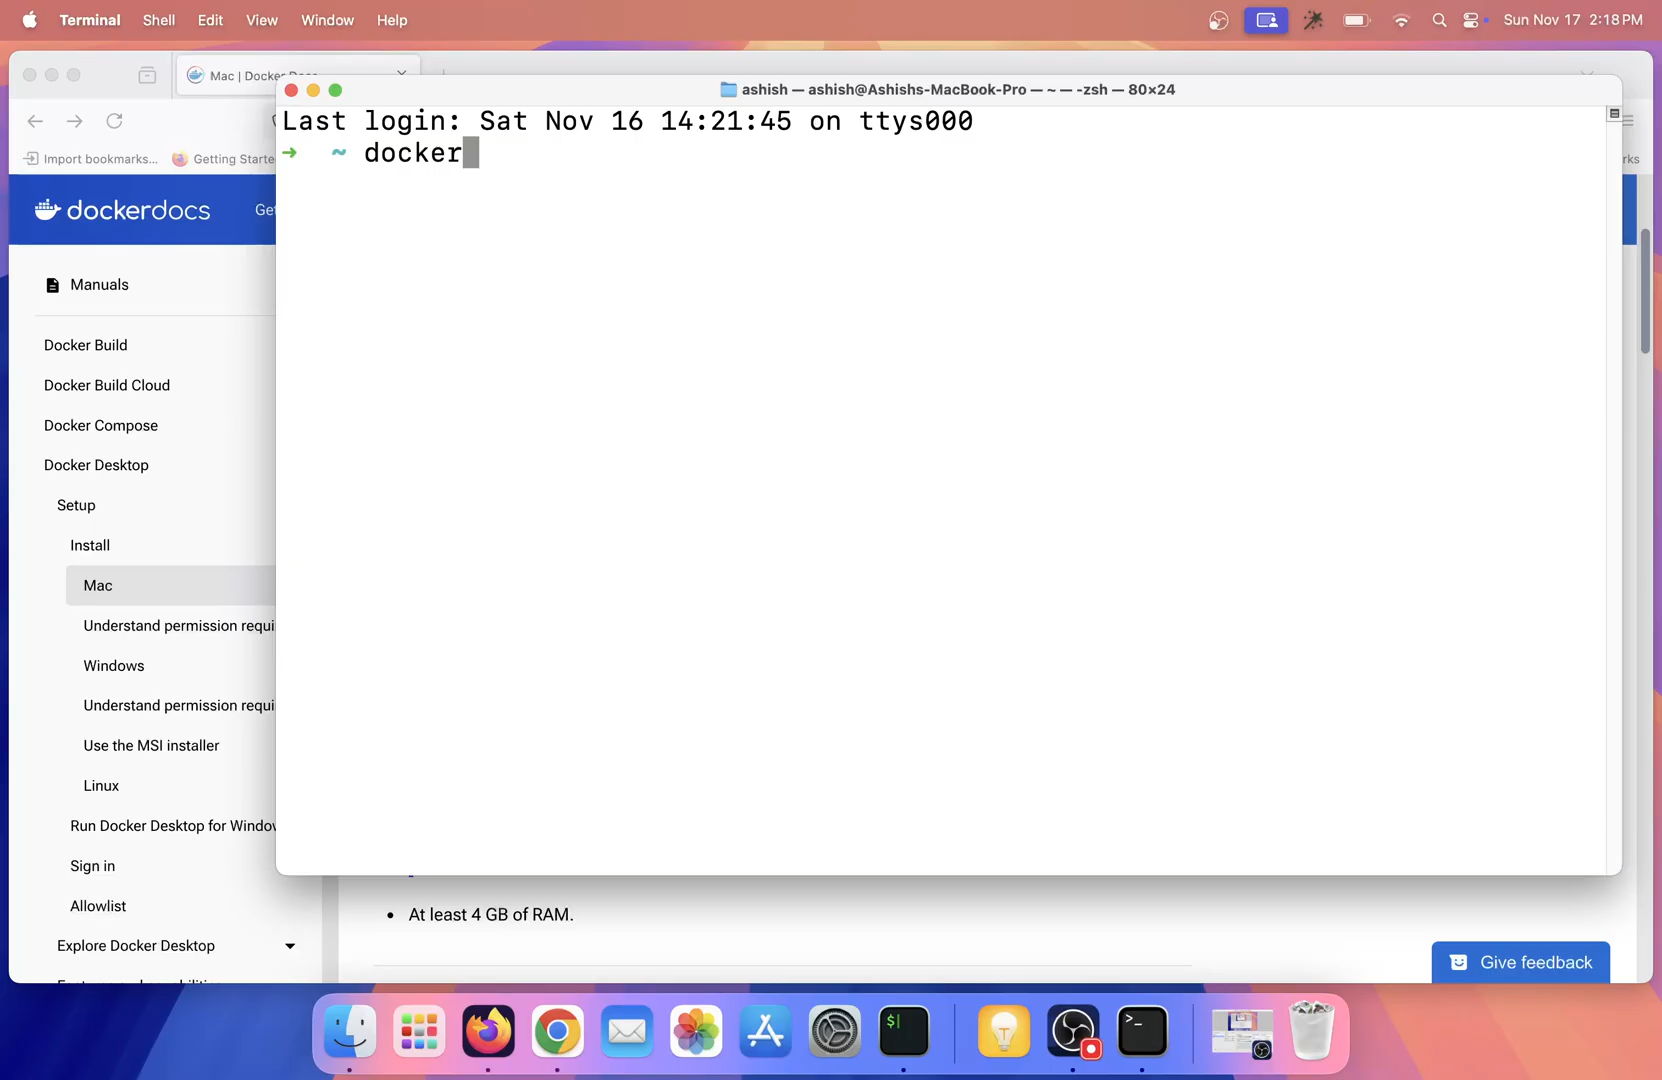 Terminal Shell Edit View Window Help
Sun Nov 17 2:18 PM
Mac | Docker Docs
ashish — ashish@Ashishs-MacBook-Pro — ~ — -zsh — 80×24
Last login: Sat Nov 16 14:21:45 on ttys000
➜ ~ docker
Import bookmarks...
Getting Starte
rks
dockerdocs
Get
Manuals
Docker Build
Docker Build Cloud
Docker Compose
Docker Desktop
Setup
Install
Mac
Understand permission requi
Windows
Understand permission requi
Use the MSI installer
Linux
Run Docker Desktop for Window
Sign in
Allowlist
Explore Docker Desktop
• At least 4 GB of RAM.
Give feedback
$
>_